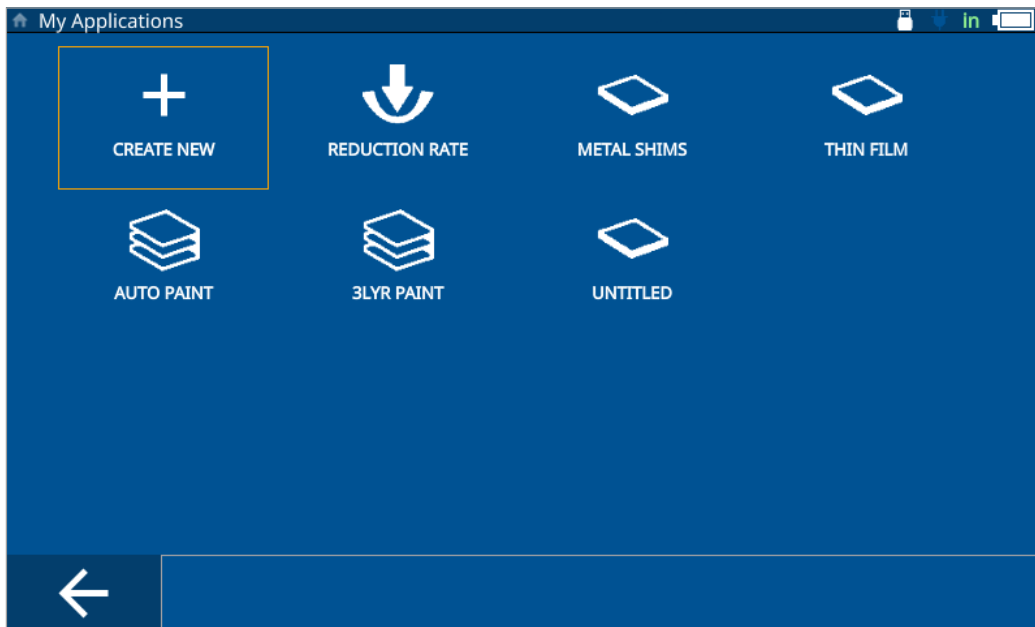 My Applications in
CREATE NEW REDUCTION RATE METAL SHIMS THIN FILM
AUTO PAINT 3LYR PAINT UNTITLED